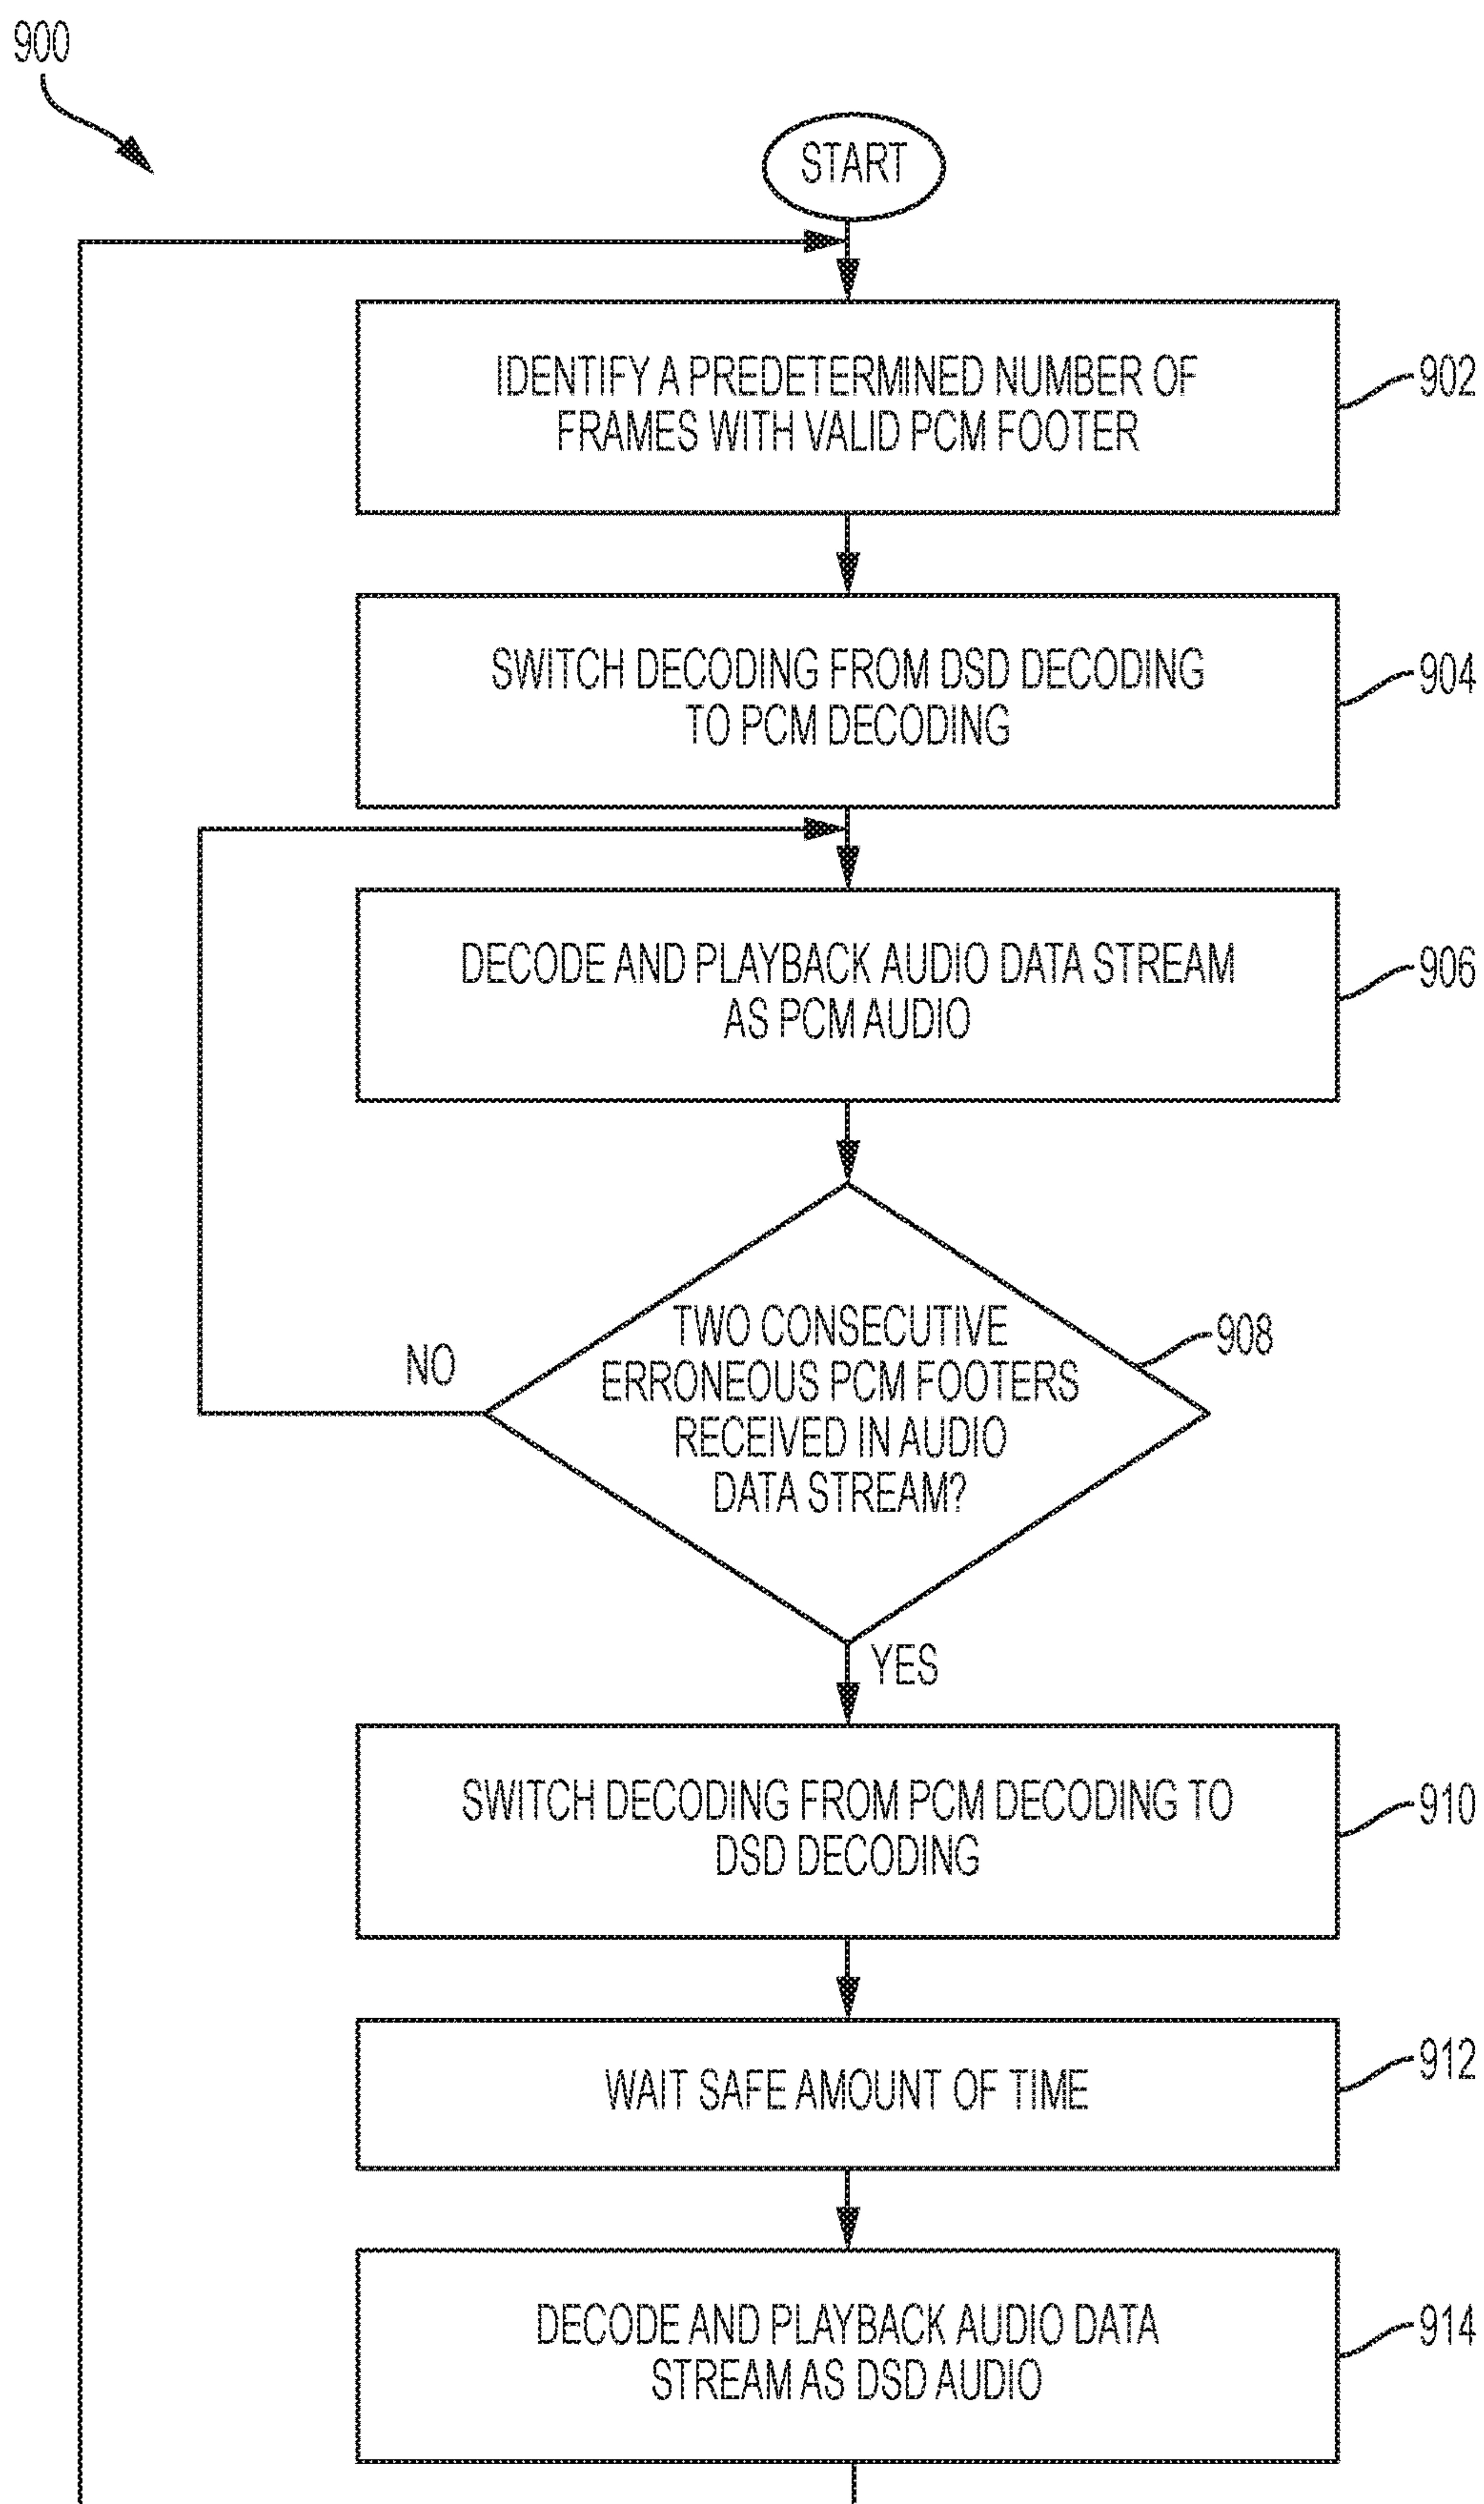 900
START
IDENTIFY A PREDETERMINED NUMBER OF
FRAMES WITH VALID PCM FOOTER
902
SWITCH DECODING FROM DSD DECODING
TO PCM DECODING
904
DECODE AND PLAYBACK AUDIO DATA STREAM
AS PCM AUDIO
906
TWO CONSECUTIVE
ERRONEOUS PCM FOOTERS
RECEIVED IN AUDIO
DATA STREAM?
908
NO
YES
SWITCH DECODING FROM PCM DECODING TO
DSD DECODING
910
WAIT SAFE AMOUNT OF TIME
912
DECODE AND PLAYBACK AUDIO DATA
STREAM AS DSD AUDIO
914